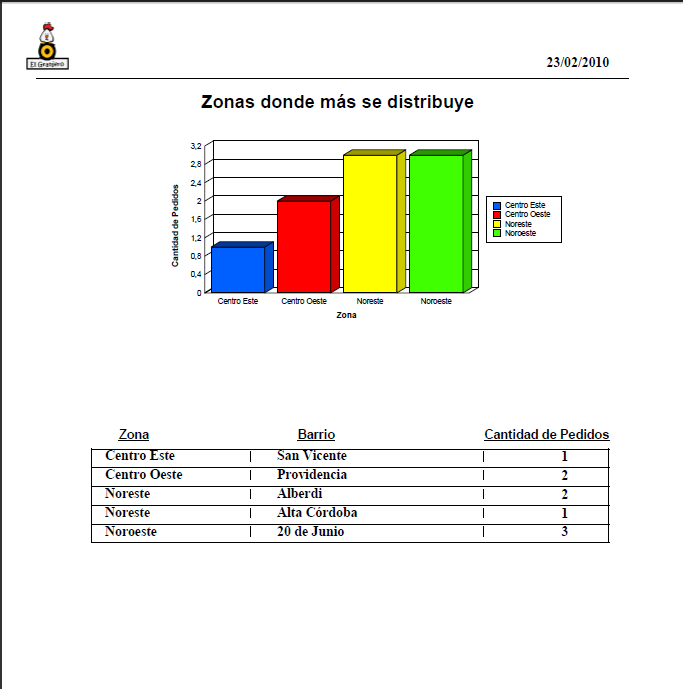 El Granjero
23/02/2010
Zonas donde más se distribuye
3,2
2,8
2,4
2
1,6
1,2
0,8
0,4
0
Cantidad de Pedidos
Centro Este
Centro Oeste
Noreste
Noroeste
Zona
Centro Este
Centro Oeste
Noreste
Noroeste
Zona Barrio Cantidad de Pedidos
Centro Este | San Vicente | 1
Centro Oeste | Providencia | 2
Noreste | Alberdi | 2
Noreste | Alta Córdoba | 1
Noroeste | 20 de Junio | 3